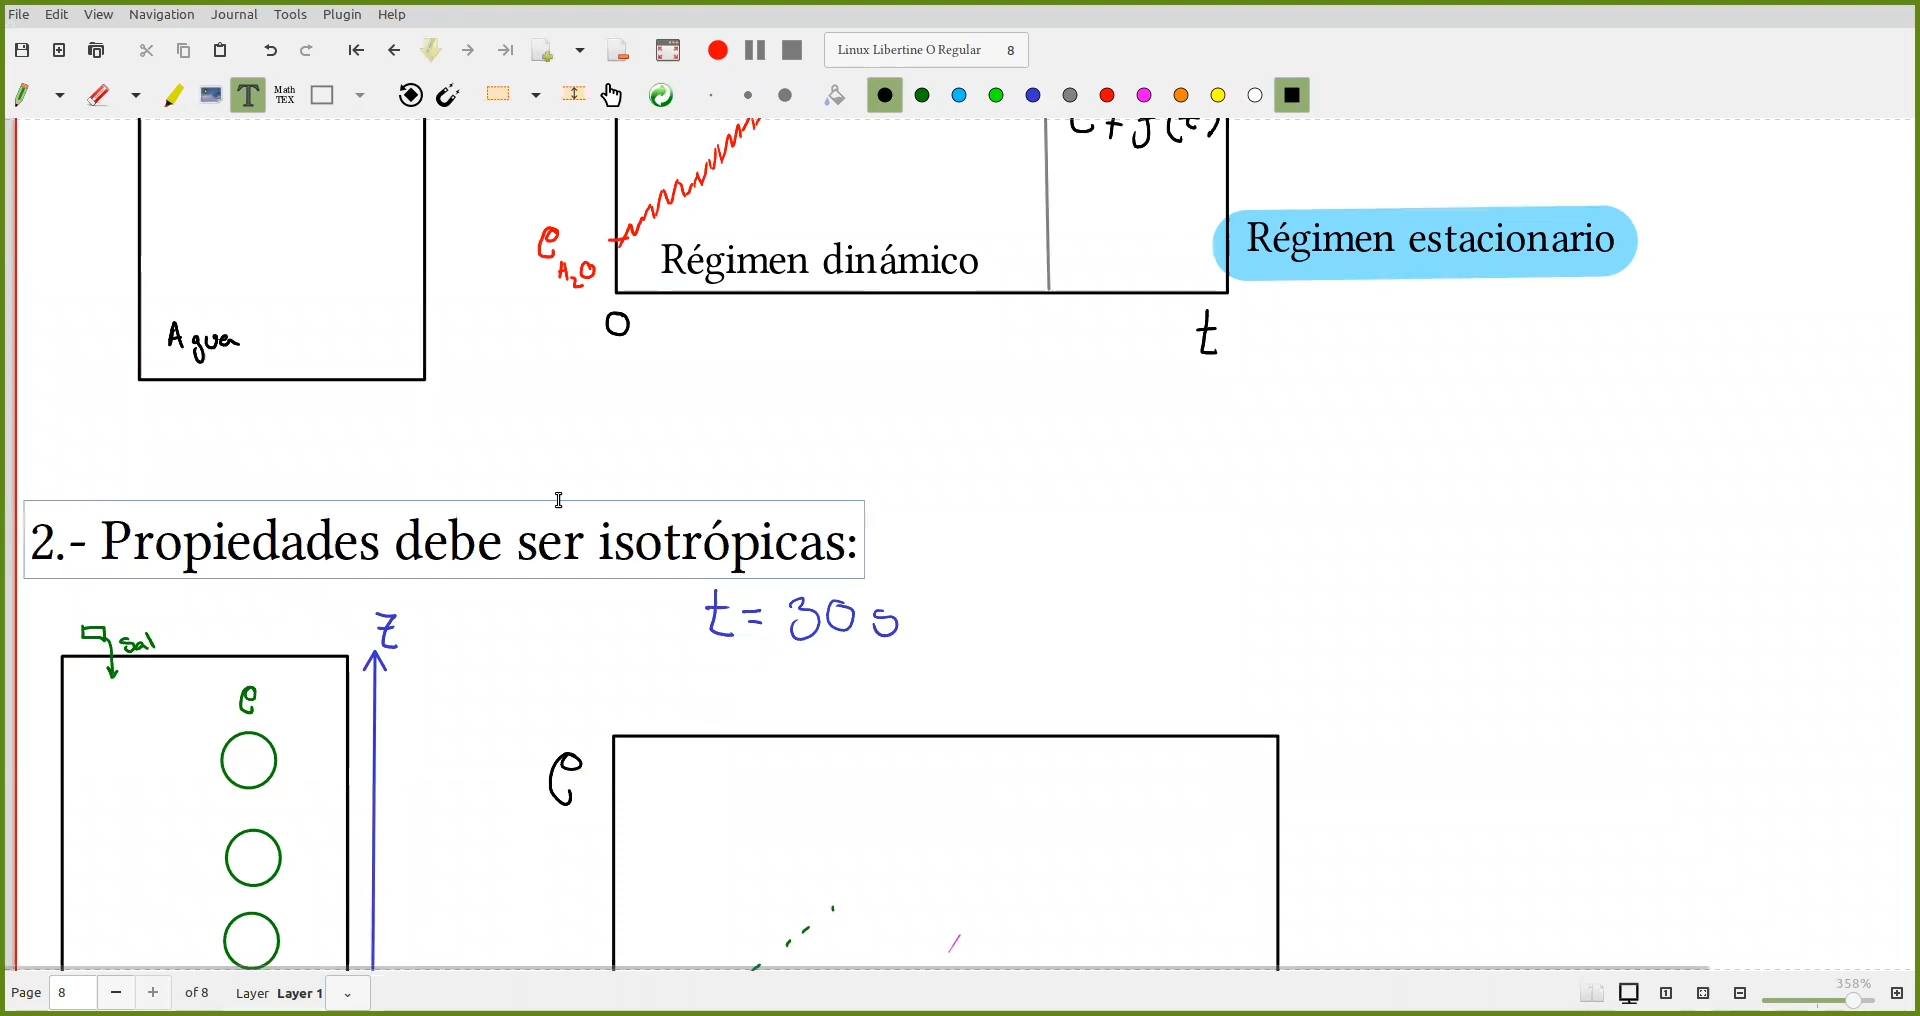 File Edit View Navigation Journal Tools Plugin Help
Linux Libertine O Regular 8
Math
TEX
Régimen estacionario
Régimen dinámico
0
t
Agua
2.- Propiedades debe ser isotrópicas:
t = 30 s
z
sal
358%
Page 8 of 8 Layer Layer 1